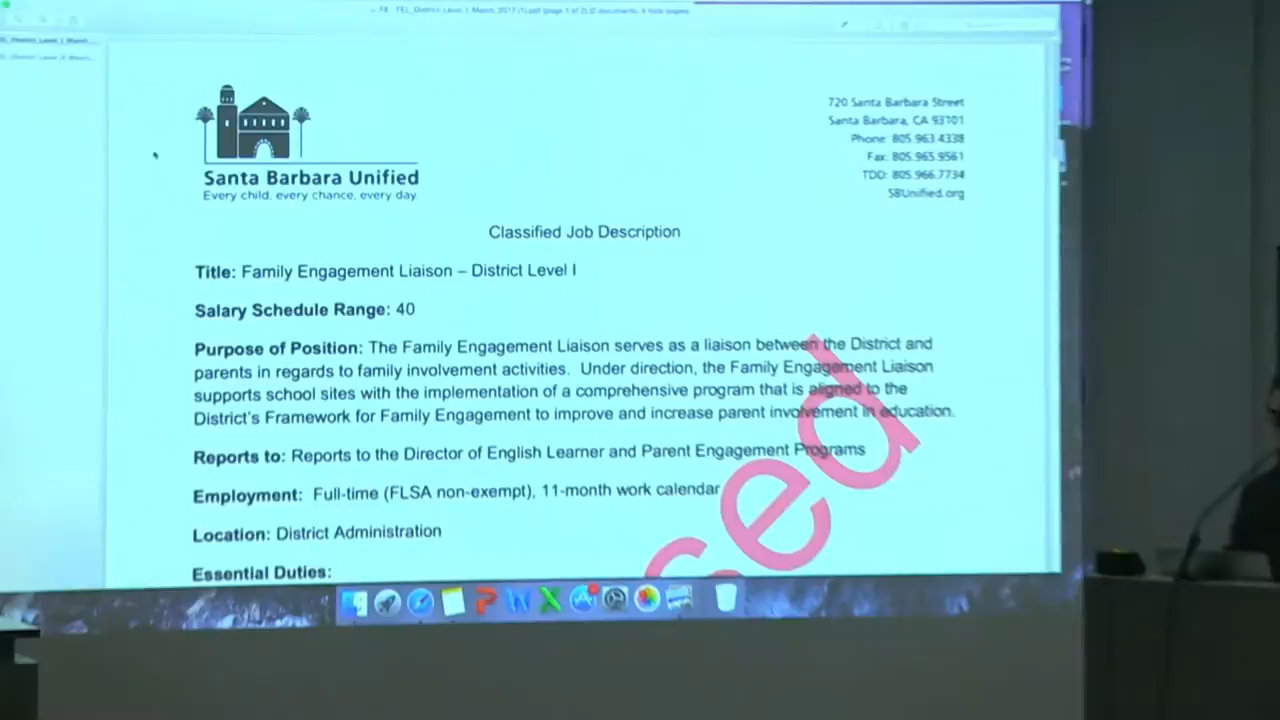 720 Santa Barbara Street
Santa Barbara, CA 93101
Phone: 805.963.4338
Fax: 805.965.9561
TDD: 805.966.7734
SBUnified.org
Santa Barbara Unified
Every child, every chance, every day.
Classified Job Description
Title: Family Engagement Liaison – District Level I
Salary Schedule Range: 40
Purpose of Position: The Family Engagement Liaison serves as a liaison between the District and
parents in regards to family involvement activities. Under direction, the Family Engagement Liaison
supports school sites with the implementation of a comprehensive program that is aligned to the
District's Framework for Family Engagement to improve and increase parent involvement in education.
Reports to: Reports to the Director of English Learner and Parent Engagement Programs
Employment: Full-time (FLSA non-exempt), 11-month work calendar
Location: District Administration
Essential Duties:
sed